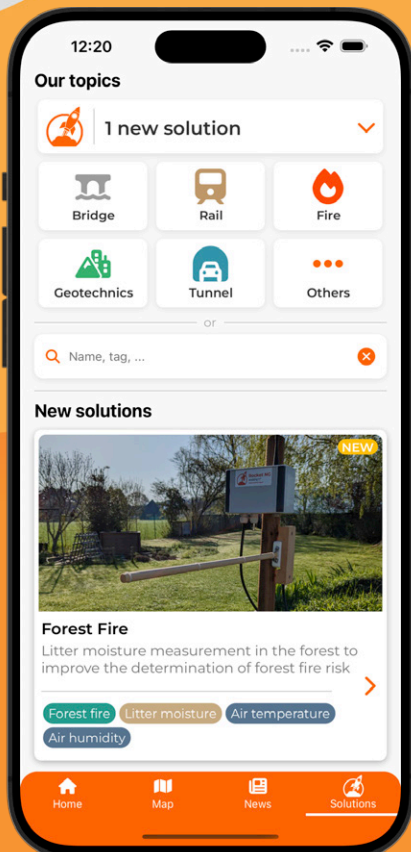 12:20
Our topics
1 new solution
Bridge
Rail
Fire
Geotechnics
Tunnel
Others
or
Name, tag, ...
New solutions
NEW
Forest Fire
Litter moisture measurement in the forest to
improve the determination of forest fire risk
Forest fire Litter moisture Air temperature
Air humidity
Home Map News Solutions